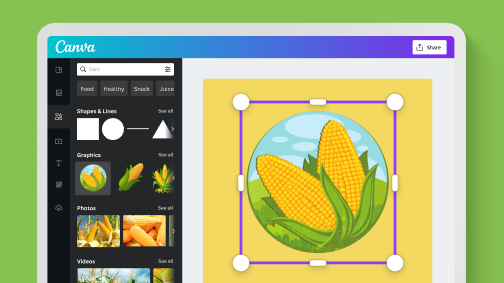 Canva
Share
Corn
Food
Healthy
Snack
Juice
Shapes & Lines
See all
Graphics
See all
Photos
See all
Videos
See all